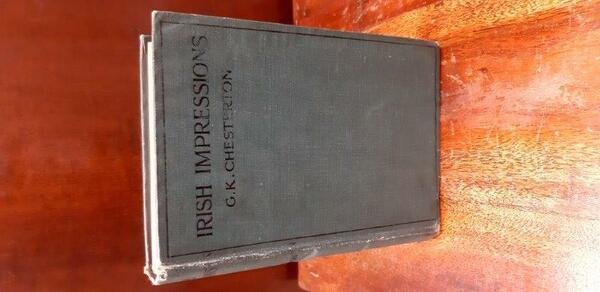 IRISH IMPRESSIONS
G. K. CHESTERTON